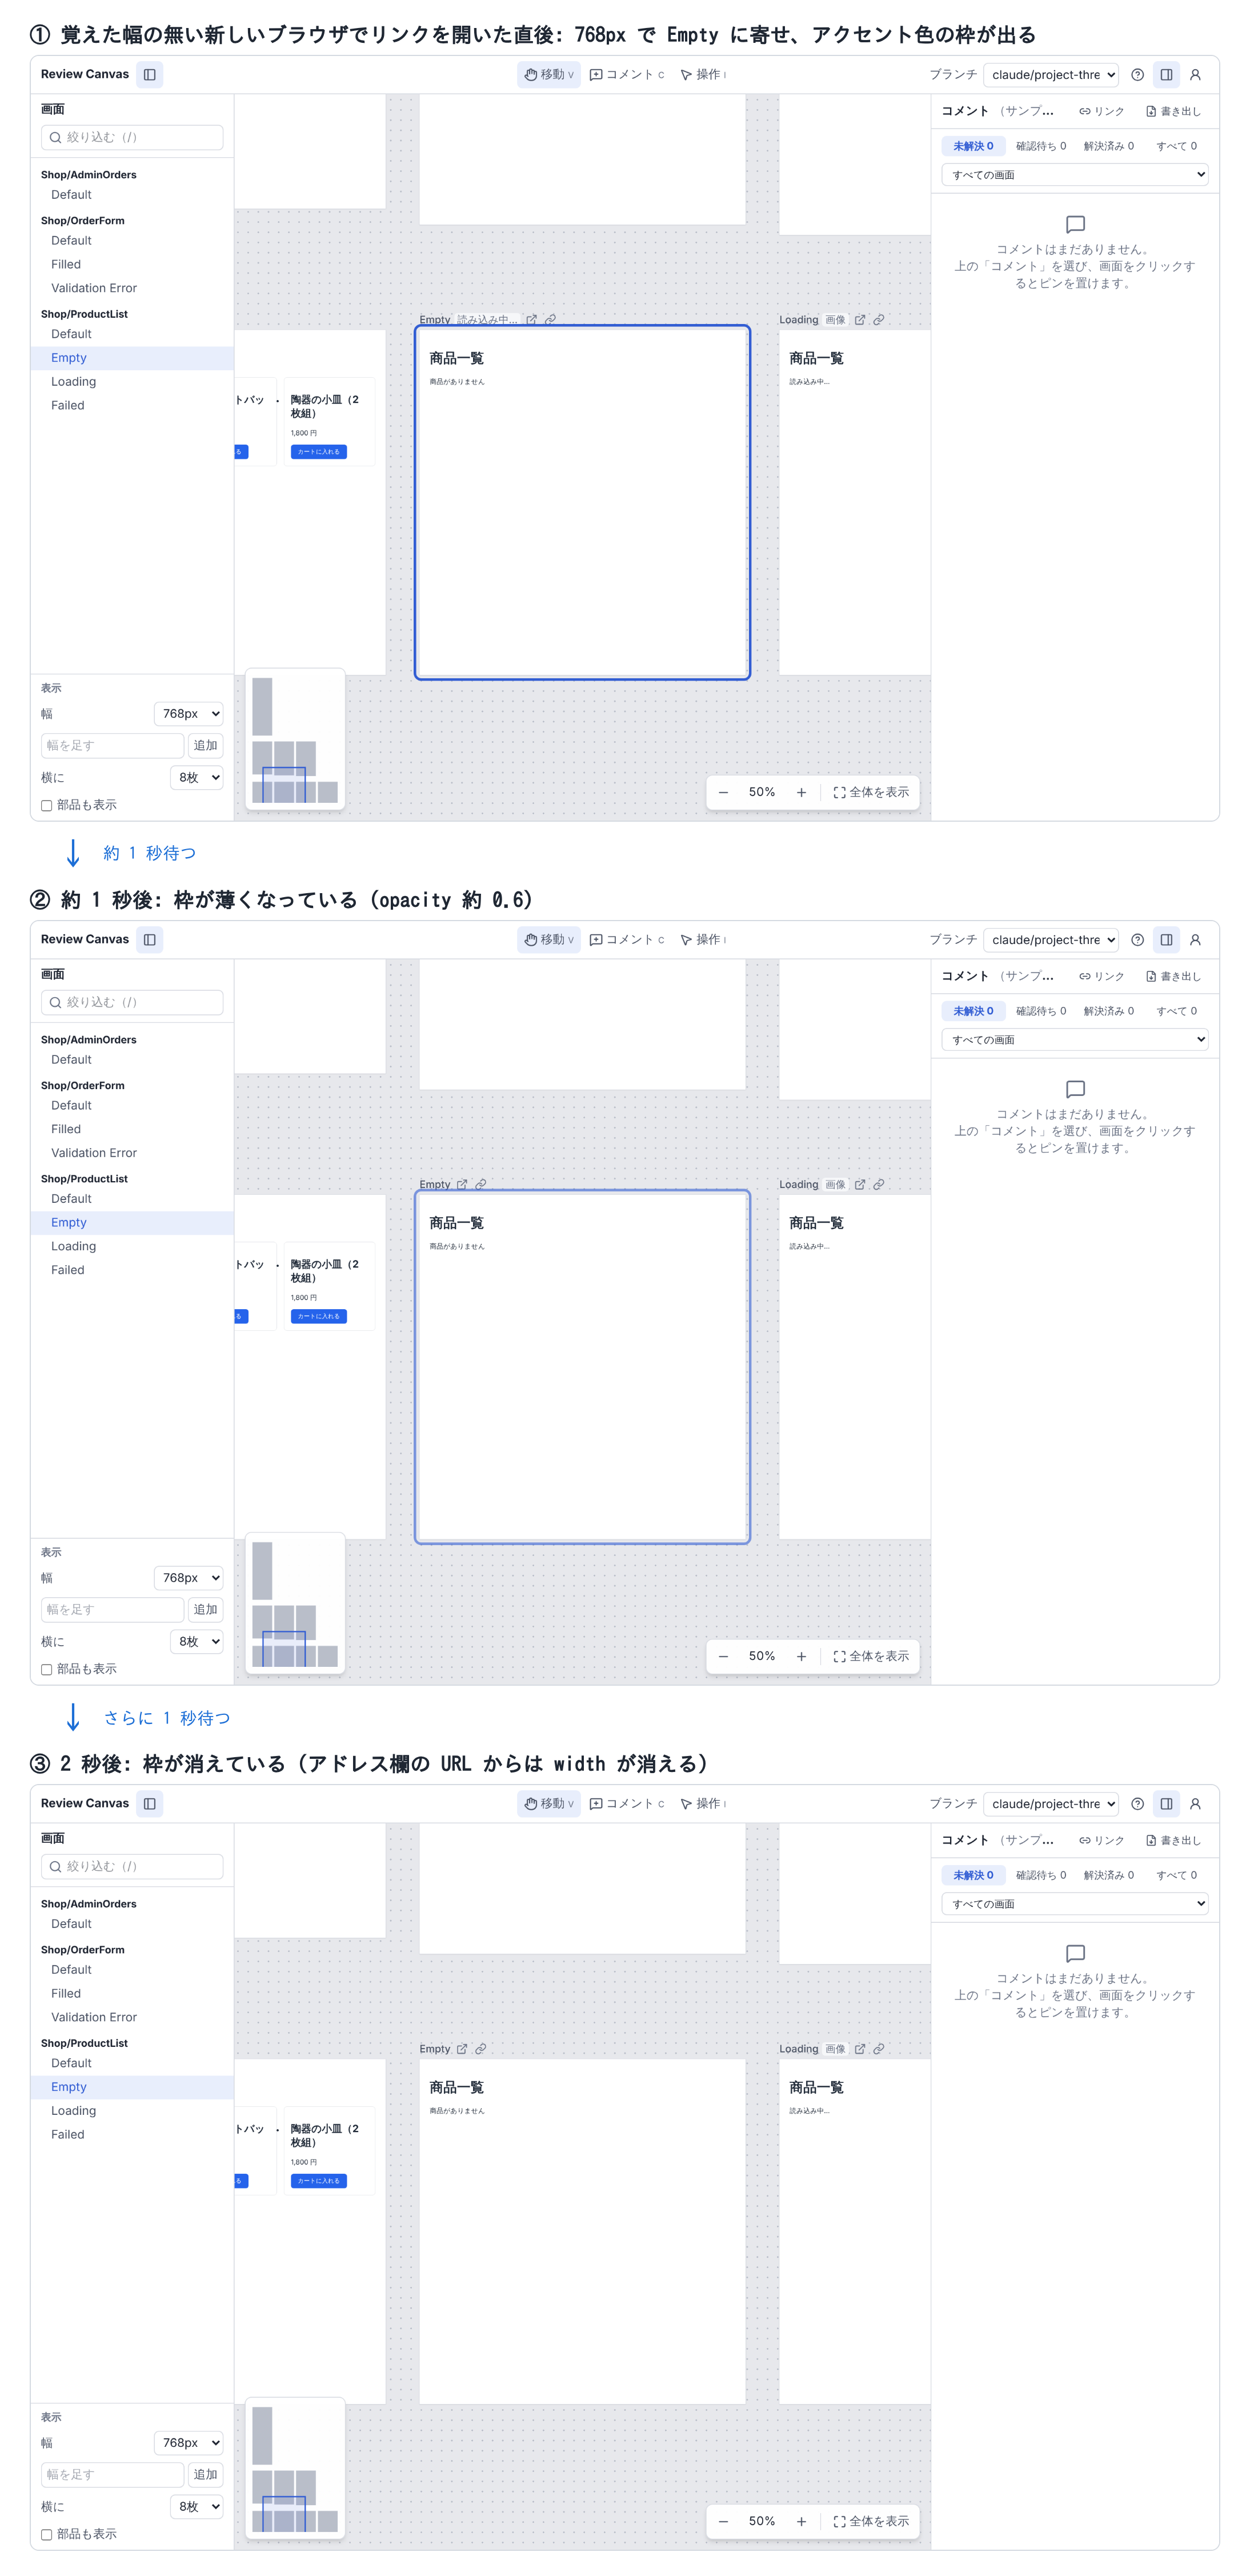 ① 覚えた幅の無い新しいブラウザでリンクを開いた直後: 768px で Empty に寄せ、アクセント色の枠が出る
Review Canvas
移動 V
コメント C
操作 I
ブランチ
claude/project-thre
画面
絞り込む（/）
Shop/AdminOrders
Default
Shop/OrderForm
Default
Filled
Validation Error
Shop/ProductList
Default
Empty
Loading
Failed
表示
幅
768px
幅を足す
追加
横に
8枚
部品も表示
トバッ
る
陶器の小皿（2
枚組）
1,800 円
カートに入れる
Empty 読み込み中…
商品一覧
商品がありません
Loading 画像
商品一覧
読み込み中…
50%
全体を表示
コメント （サンプ…
リンク
書き出し
未解決 0
確認待ち 0
解決済み 0
すべて 0
すべての画面
コメントはまだありません。
上の「コメント」を選び、画面をクリックす
るとピンを置けます。
↓ 約 1 秒待つ
② 約 1 秒後: 枠が薄くなっている（opacity 約 0.6）
Review Canvas
移動 V
コメント C
操作 I
ブランチ
claude/project-thre
画面
絞り込む（/）
Shop/AdminOrders
Default
Shop/OrderForm
Default
Filled
Validation Error
Shop/ProductList
Default
Empty
Loading
Failed
表示
幅
768px
幅を足す
追加
横に
8枚
部品も表示
トバッ
る
陶器の小皿（2
枚組）
1,800 円
カートに入れる
Empty
商品一覧
商品がありません
Loading 画像
商品一覧
読み込み中…
50%
全体を表示
コメント （サンプ…
リンク
書き出し
未解決 0
確認待ち 0
解決済み 0
すべて 0
すべての画面
コメントはまだありません。
上の「コメント」を選び、画面をクリックす
るとピンを置けます。
↓ さらに 1 秒待つ
③ 2 秒後: 枠が消えている（アドレス欄の URL からは width が消える）
Review Canvas
移動 V
コメント C
操作 I
ブランチ
claude/project-thre
画面
絞り込む（/）
Shop/AdminOrders
Default
Shop/OrderForm
Default
Filled
Validation Error
Shop/ProductList
Default
Empty
Loading
Failed
表示
幅
768px
幅を足す
追加
横に
8枚
部品も表示
トバッ
る
陶器の小皿（2
枚組）
1,800 円
カートに入れる
Empty
商品一覧
商品がありません
Loading 画像
商品一覧
読み込み中…
50%
全体を表示
コメント （サンプ…
リンク
書き出し
未解決 0
確認待ち 0
解決済み 0
すべて 0
すべての画面
コメントはまだありません。
上の「コメント」を選び、画面をクリックす
るとピンを置けます。